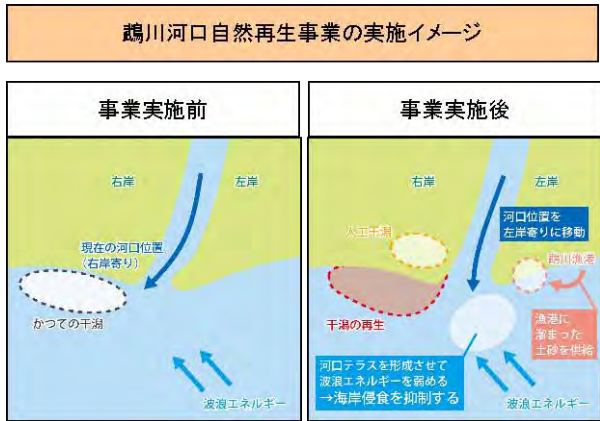 鵡川河口自然再生事業の実施イメージ
事業実施前
右岸
左岸
現在の河口位置
(右岸寄り)
かつての干潟
波浪エネルギー
事業実施後
右岸
左岸
河口位置を
左岸寄りに移動
人工干潟
鵡川漁港
干潟の再生
漁港に
溜まった
土砂を供給
河口テラスを形成させて
波浪エネルギーを弱める
→海岸侵食を抑制する
波浪エネルギー